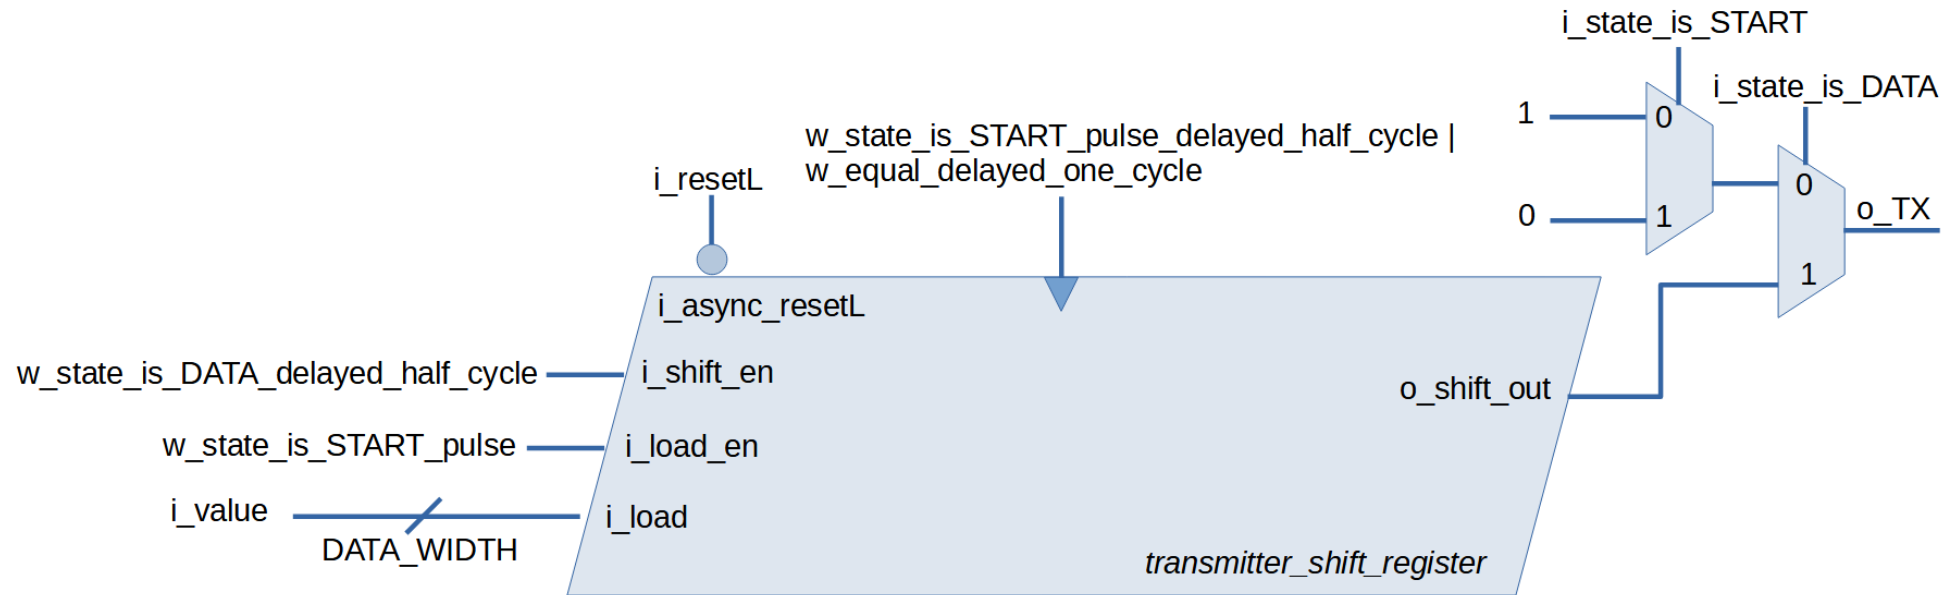 i_state_is_START
i_state_is_DATA
1
0
w_state_is_START_pulse_delayed_half_cycle |
w_equal_delayed_one_cycle
0
i_resetL
1
0
o_TX
1
i_async_resetL
w_state_is_DATA_delayed_half_cycle
i_shift_en
o_shift_out
w_state_is_START_pulse
i_load_en
i_value
i_load
DATA_WIDTH
transmitter_shift_register